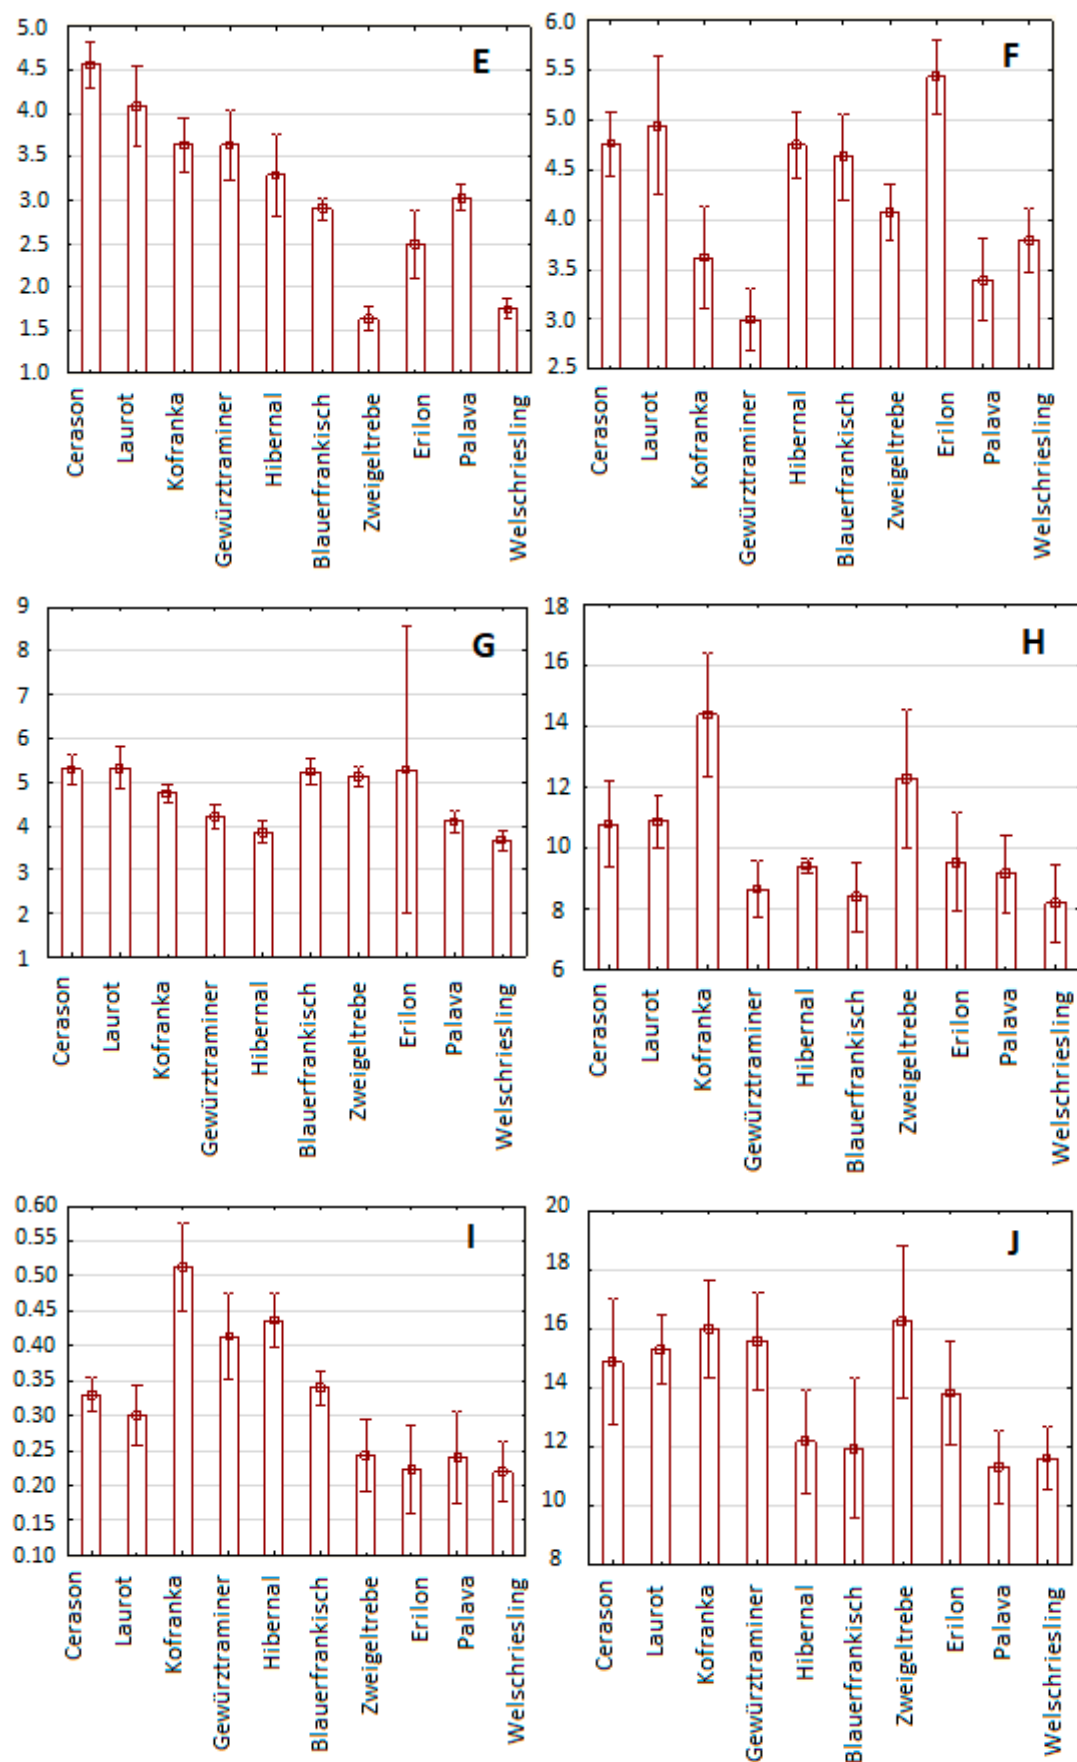 E
5.0
4.5
4.0
3.5
3.0
2.5
2.0
1.5
1.0
Cerason
Laurot
Kofranka
Gewürztraminer
Hibernal
Blauerfrankisch
Zweigeltrebe
Erilon
Palava
Welschriesling
F
6.0
5.5
5.0
4.5
4.0
3.5
3.0
2.5
Cerason
Laurot
Kofranka
Gewürztraminer
Hibernal
Blauerfrankisch
Zweigeltrebe
Erilon
Palava
Welschriesling
G
9
8
7
6
5
4
3
2
1
Cerason
Laurot
Kofranka
Gewürztraminer
Hibernal
Blauerfrankisch
Zweigeltrebe
Erilon
Palava
Welschriesling
H
18
16
14
12
10
8
6
Cerason
Laurot
Kofranka
Gewürztraminer
Hibernal
Blauerfrankisch
Zweigeltrebe
Erilon
Palava
Welschriesling
I
0.60
0.55
0.50
0.45
0.40
0.35
0.30
0.25
0.20
0.15
0.10
Cerason
Laurot
Kofranka
Gewürztraminer
Hibernal
Blauerfrankisch
Zweigeltrebe
Erilon
Palava
Welschriesling
J
20
18
16
14
12
10
8
Cerason
Laurot
Kofranka
Gewürztraminer
Hibernal
Blauerfrankisch
Zweigeltrebe
Erilon
Palava
Welschriesling